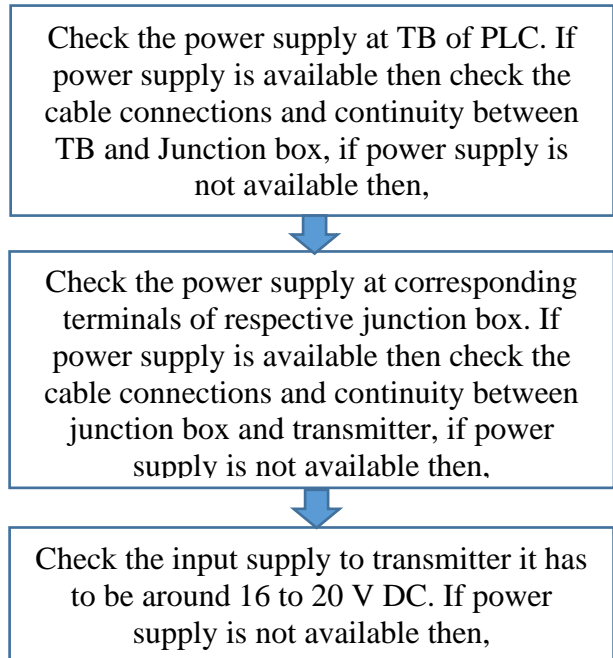 Check the power supply at TB of PLC. If
power supply is available then check the
cable connections and continuity between
TB and Junction box, if power supply is
not available then,
Check the power supply at corresponding
terminals of respective junction box. If
power supply is available then check the
cable connections and continuity between
junction box and transmitter, if power
supply is not available then,
Check the input supply to transmitter it has
to be around 16 to 20 V DC. If power
supply is not available then,